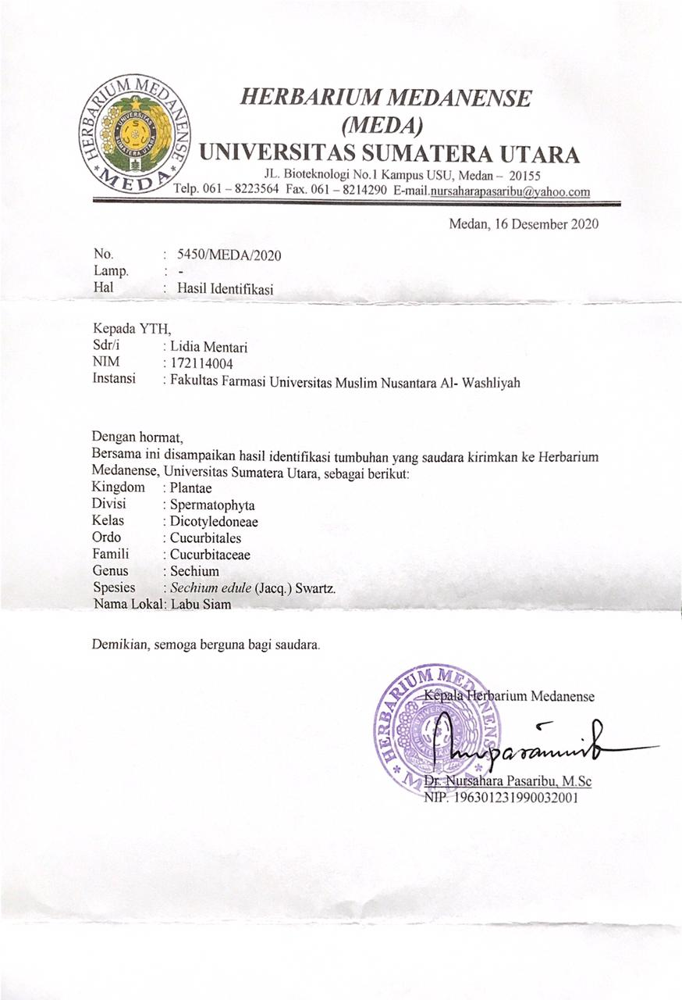 HERBARIUM MEDANENSE
MEDA
UNIVERSITAS
SUMATERA UTARA
HERBARIUM MEDANENSE
(MEDA)
UNIVERSITAS SUMATERA UTARA
JL. Bioteknologi No.1 Kampus USU, Medan – 20155
Telp. 061 – 8223564 Fax. 061 – 8214290 E-mail.nursaharapasaribu@yahoo.com
Medan, 16 Desember 2020
No. : 5450/MEDA/2020
Lamp. : -
Hal : Hasil Identifikasi
Kepada YTH,
Sdr/i : Lidia Mentari
NIM : 172114004
Instansi : Fakultas Farmasi Universitas Muslim Nusantara Al- Washliyah
Dengan hormat,
Bersama ini disampaikan hasil identifikasi tumbuhan yang saudara kirimkan ke Herbarium
Medanense, Universitas Sumatera Utara, sebagai berikut:
Kingdom : Plantae
Divisi : Spermatophyta
Kelas : Dicotyledoneae
Ordo : Cucurbitales
Famili : Cucurbitaceae
Genus : Sechium
Spesies : Sechium edule (Jacq.) Swartz.
Nama Lokal: Labu Siam
Demikian, semoga berguna bagi saudara.
HERBARIUM MEDANENSE
MEDA
Kepala Herbarium Medanense
Dr. Nursahara Pasaribu, M.Sc
NIP. 196301231990032001